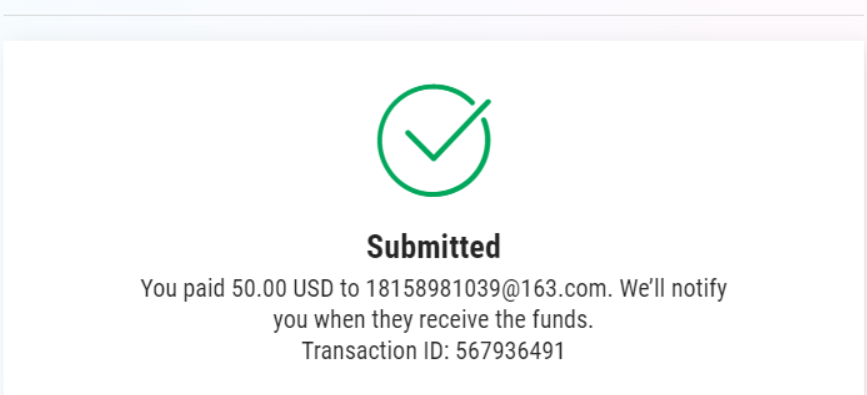 Submitted
You paid 50.00 USD to 18158981039@163.com. We’ll notify
you when they receive the funds.
Transaction ID: 567936491